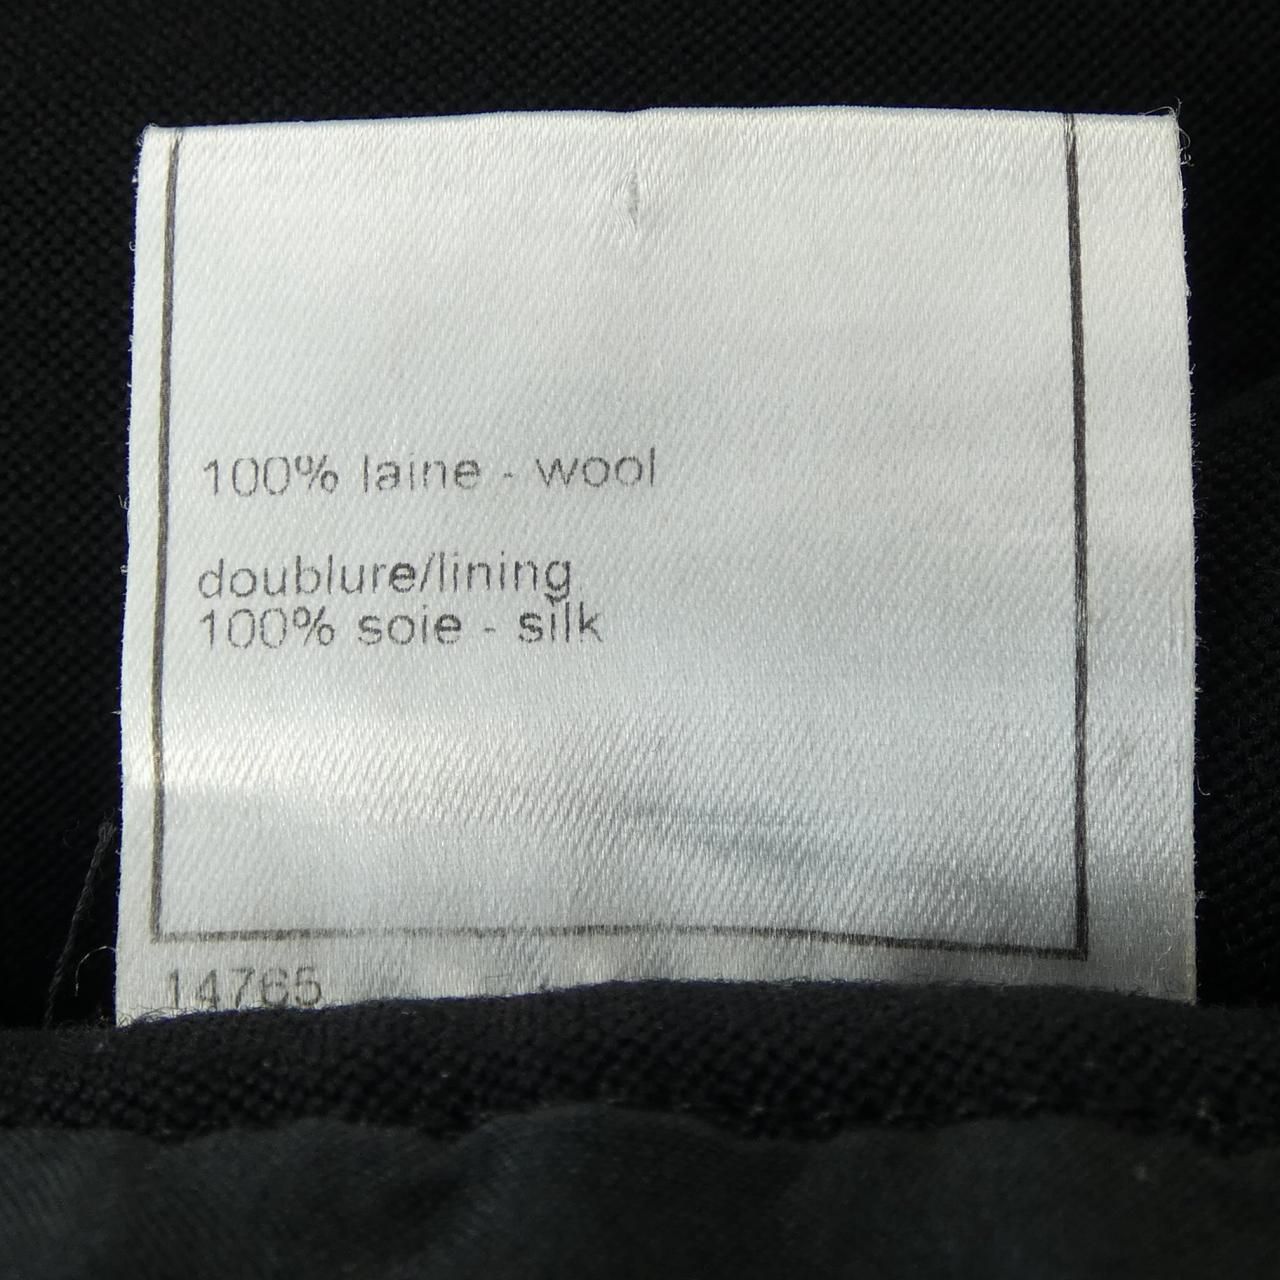 100% laine - wool
doublure/lining
100% soie - silk
14765